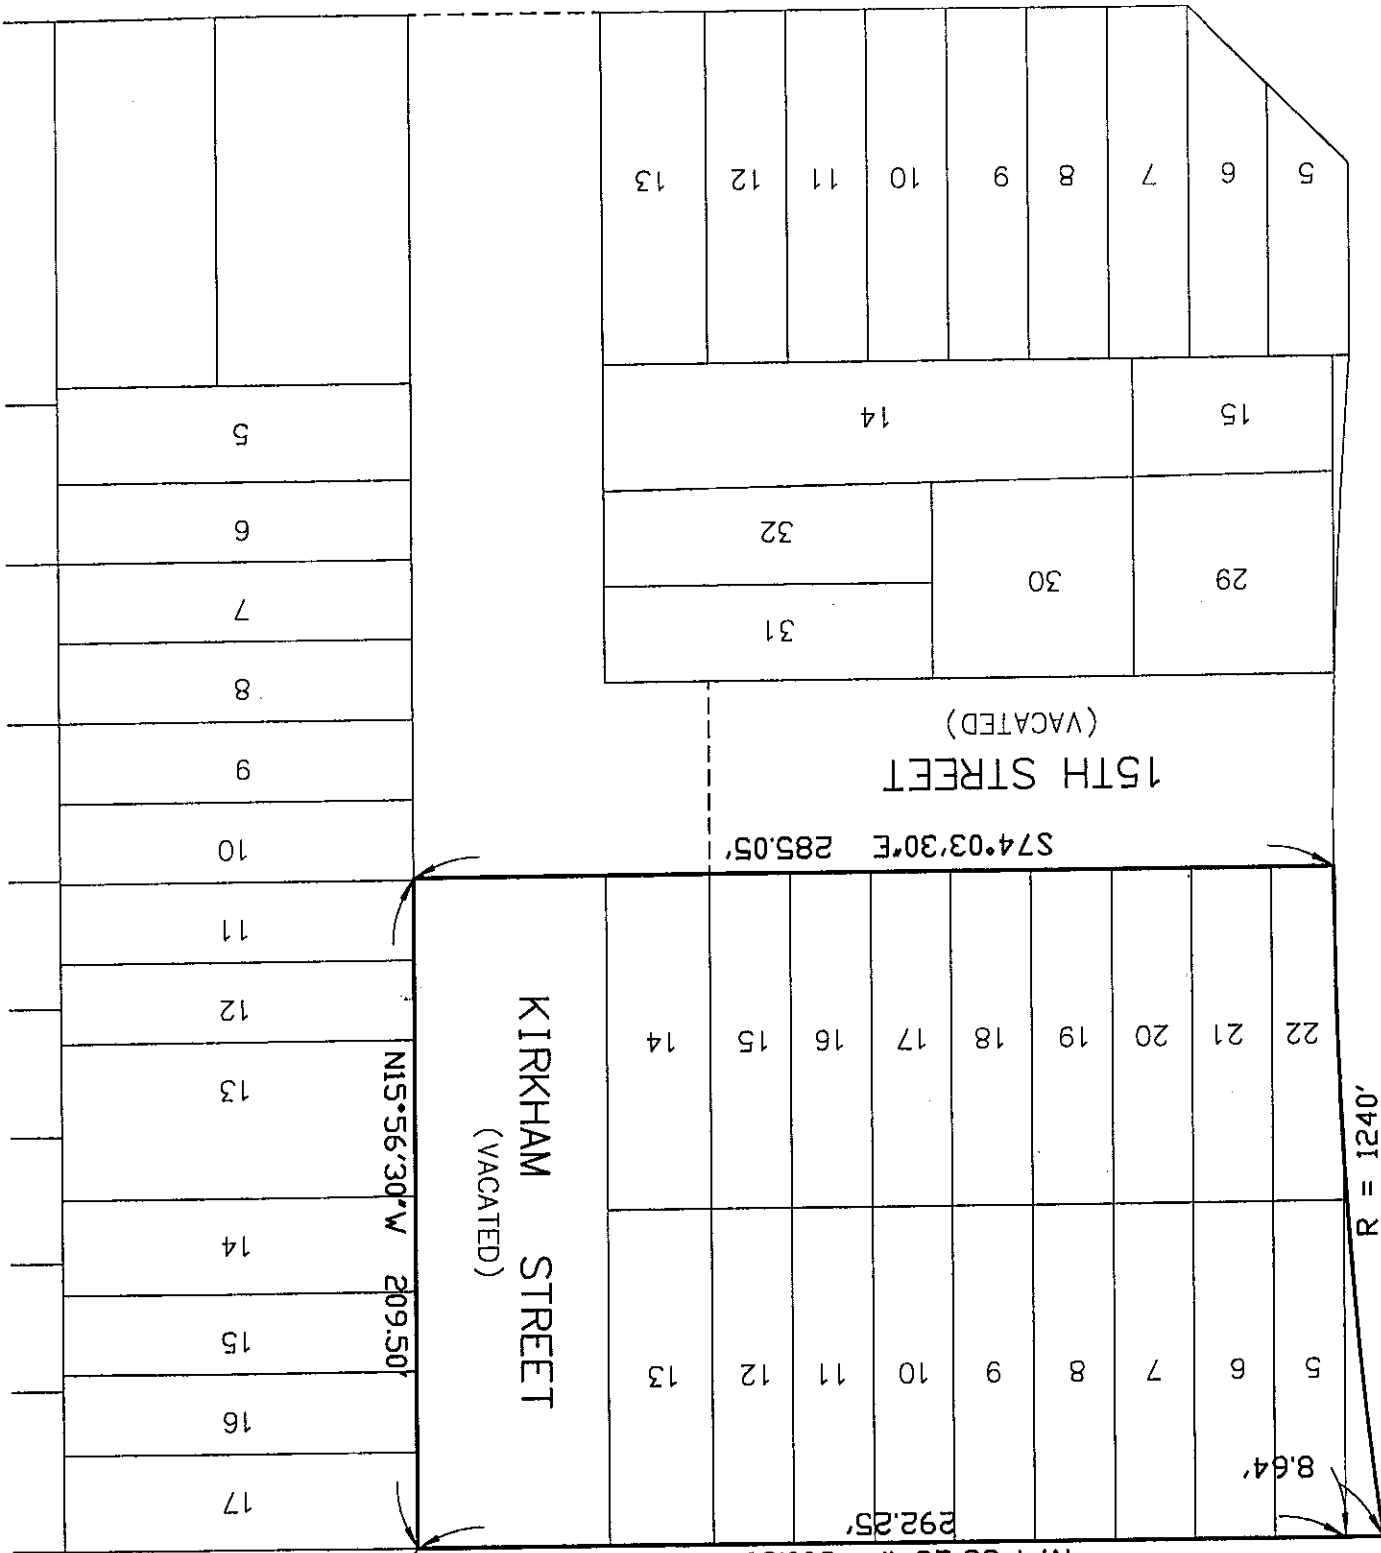 13 12 11 10 9 8 7 6 5
5
14 15
6
32
30 29
7
31
8
(VACATED)
9
15TH STREET
10
S74°03'30"E 285.05'
11
12
14 15 16 17 18 19 20 21 22
13
N15°56'30"W 209.50'
KIRKHAM STREET
(VACATED)
R = 1240'
14
15
13 12 11 10 9 8 7 6 5
16
8.64'
17
292.25'